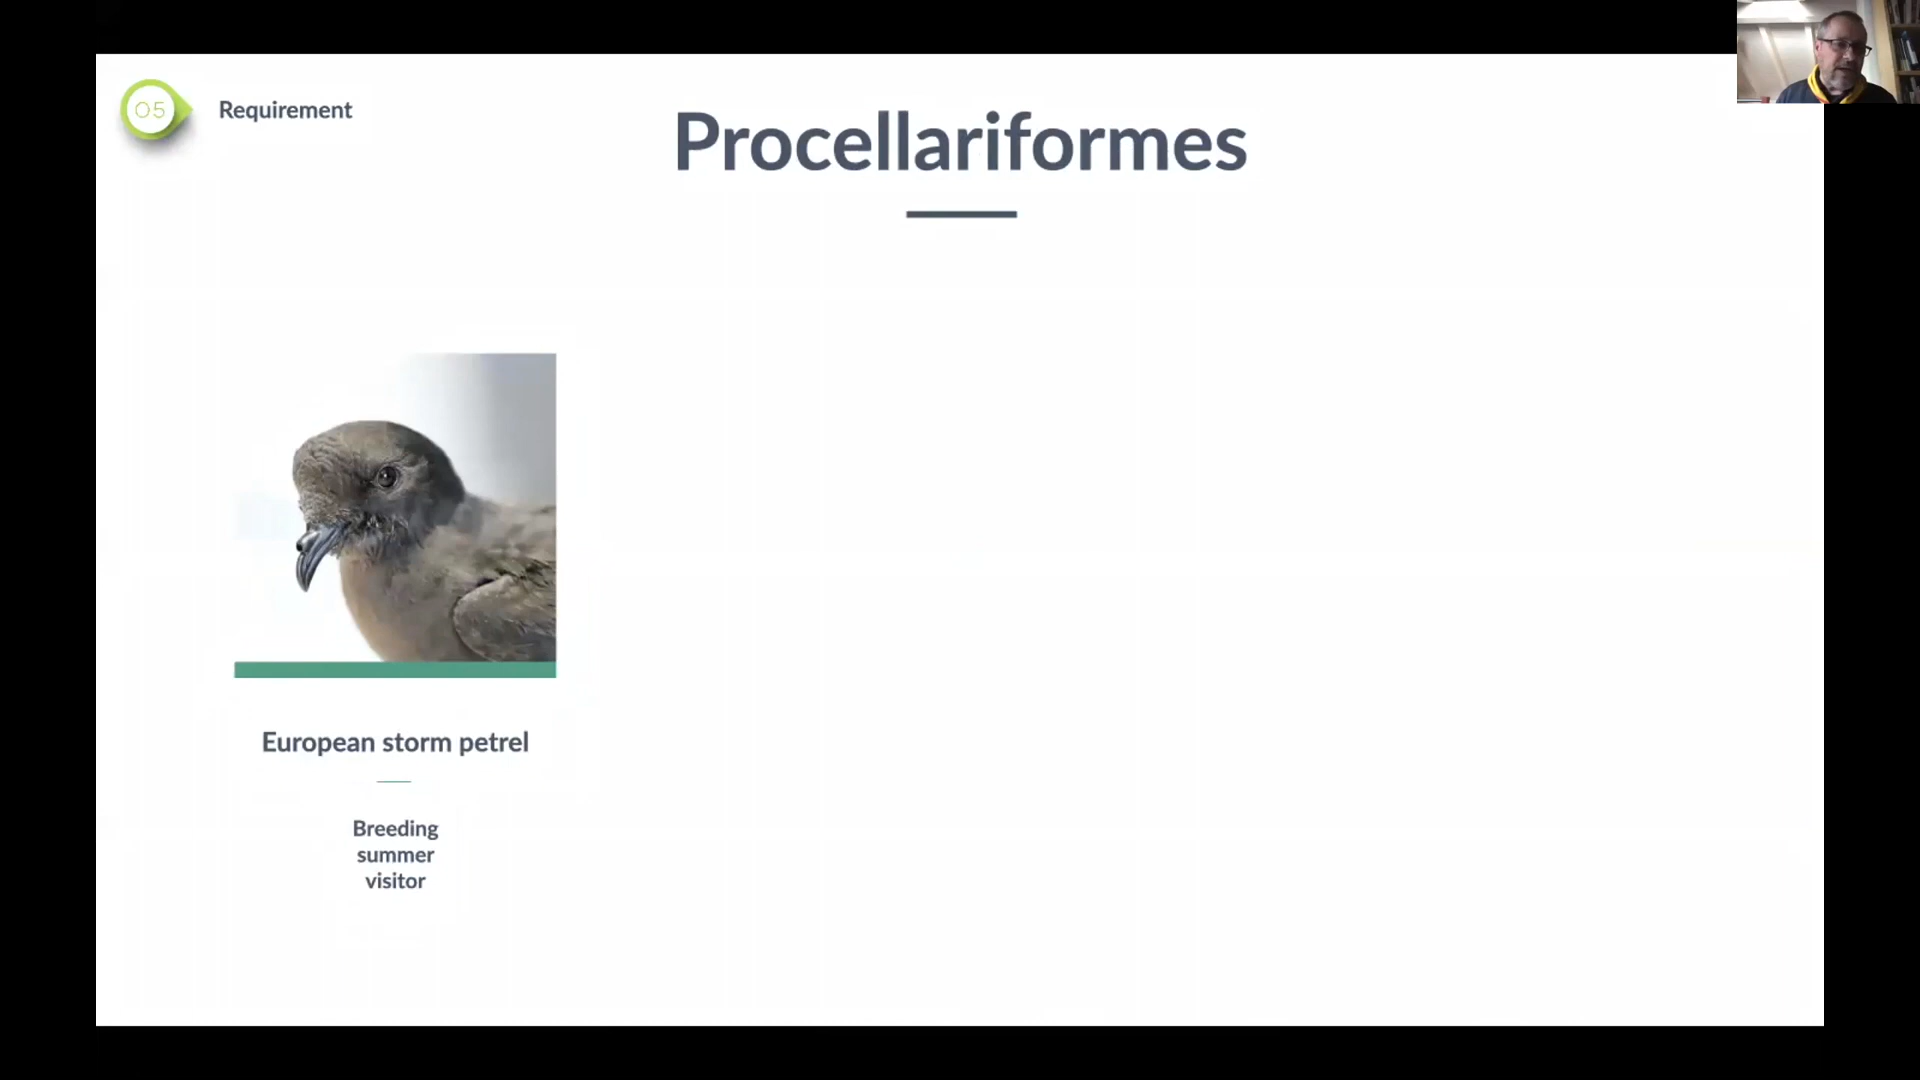 05
Requirement
Procellariformes
European storm petrel
Breeding
summer
visitor